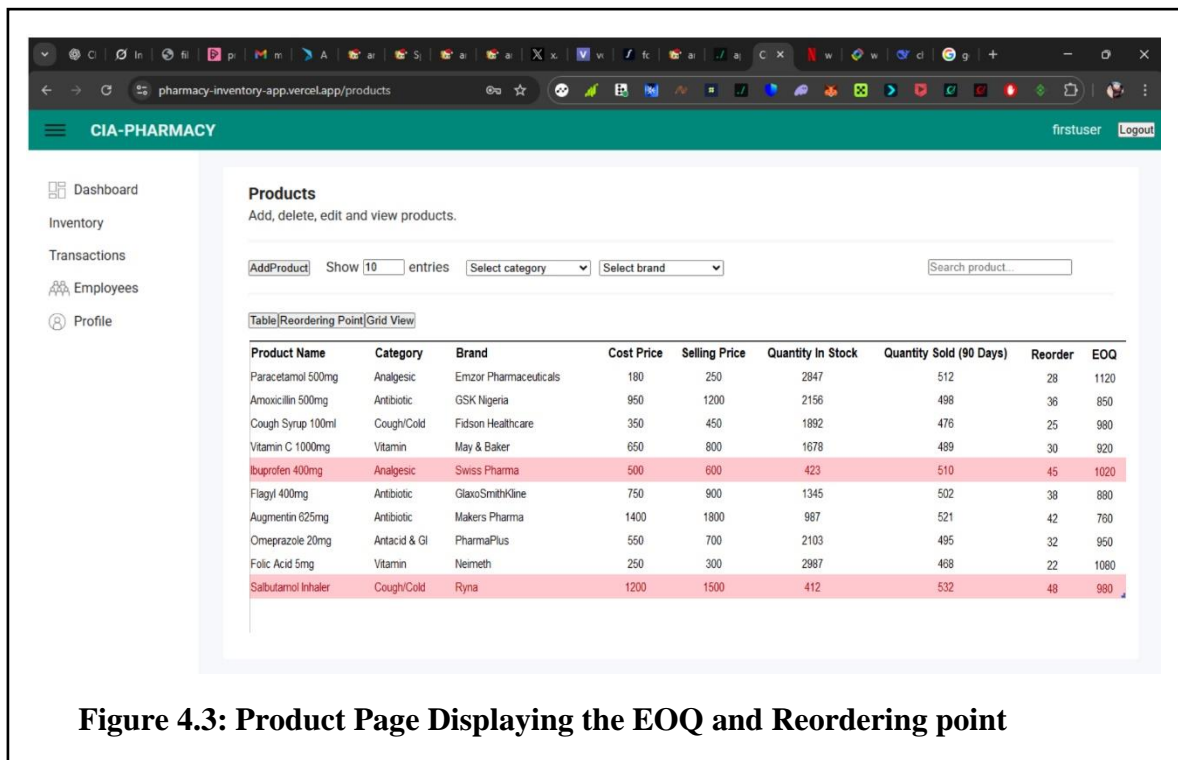 pharmacy-inventory-app.vercel.app/products
CIA-PHARMACY firstuser Logout
Dashboard
Inventory
Transactions
Employees
Profile
Products
Add, delete, edit and view products.
AddProduct Show 10 entries Select category Select brand Search product...
Table Reordering Point Grid View
Product Name Category Brand Cost Price Selling Price Quantity In Stock Quantity Sold (90 Days) Reorder EOQ
Paracetamol 500mg Analgesic Emzor Pharmaceuticals 180 250 2847 512 28 1120
Amoxicillin 500mg Antibiotic GSK Nigeria 950 1200 2156 498 36 850
Cough Syrup 100ml Cough/Cold Fidson Healthcare 350 450 1892 476 25 980
Vitamin C 1000mg Vitamin May & Baker 650 800 1678 489 30 920
Ibuprofen 400mg Analgesic Swiss Pharma 500 600 423 510 45 1020
Flagyl 400mg Antibiotic GlaxoSmithKline 750 900 1345 502 38 880
Augmentin 625mg Antibiotic Makers Pharma 1400 1800 987 521 42 760
Omeprazole 20mg Antacid & GI PharmaPlus 550 700 2103 495 32 950
Folic Acid 5mg Vitamin Neimeth 250 300 2987 468 22 1080
Salbutamol Inhaler Cough/Cold Ryna 1200 1500 412 532 48 980
Figure 4.3: Product Page Displaying the EOQ and Reordering point